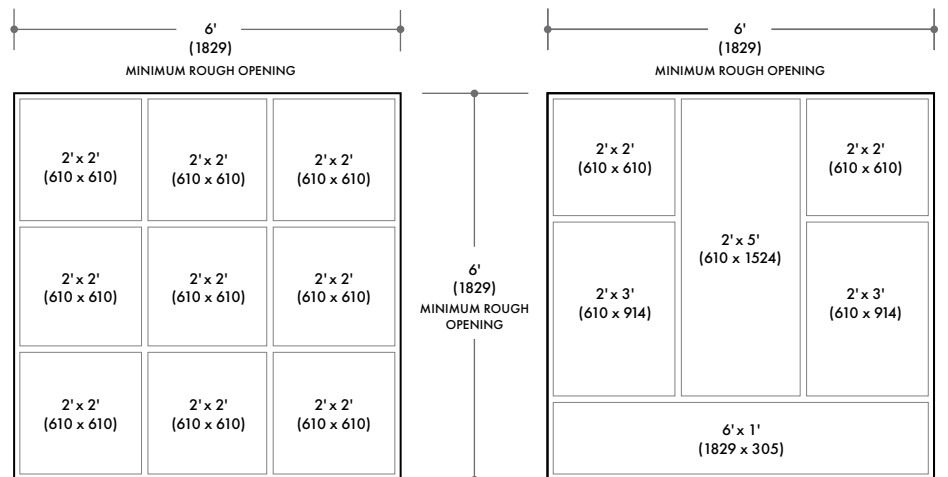 6'
(1829)
MINIMUM ROUGH OPENING
2' x 2'
(610 x 610)
2' x 2'
(610 x 610)
2' x 2'
(610 x 610)
2' x 2'
(610 x 610)
2' x 2'
(610 x 610)
2' x 2'
(610 x 610)
2' x 2'
(610 x 610)
2' x 2'
(610 x 610)
2' x 2'
(610 x 610)
6'
(1829)
MINIMUM ROUGH
OPENING
6'
(1829)
MINIMUM ROUGH OPENING
2' x 2'
(610 x 610)
2' x 5'
(610 x 1524)
2' x 2'
(610 x 610)
2' x 3'
(610 x 914)
2' x 3'
(610 x 914)
6' x 1'
(1829 x 305)